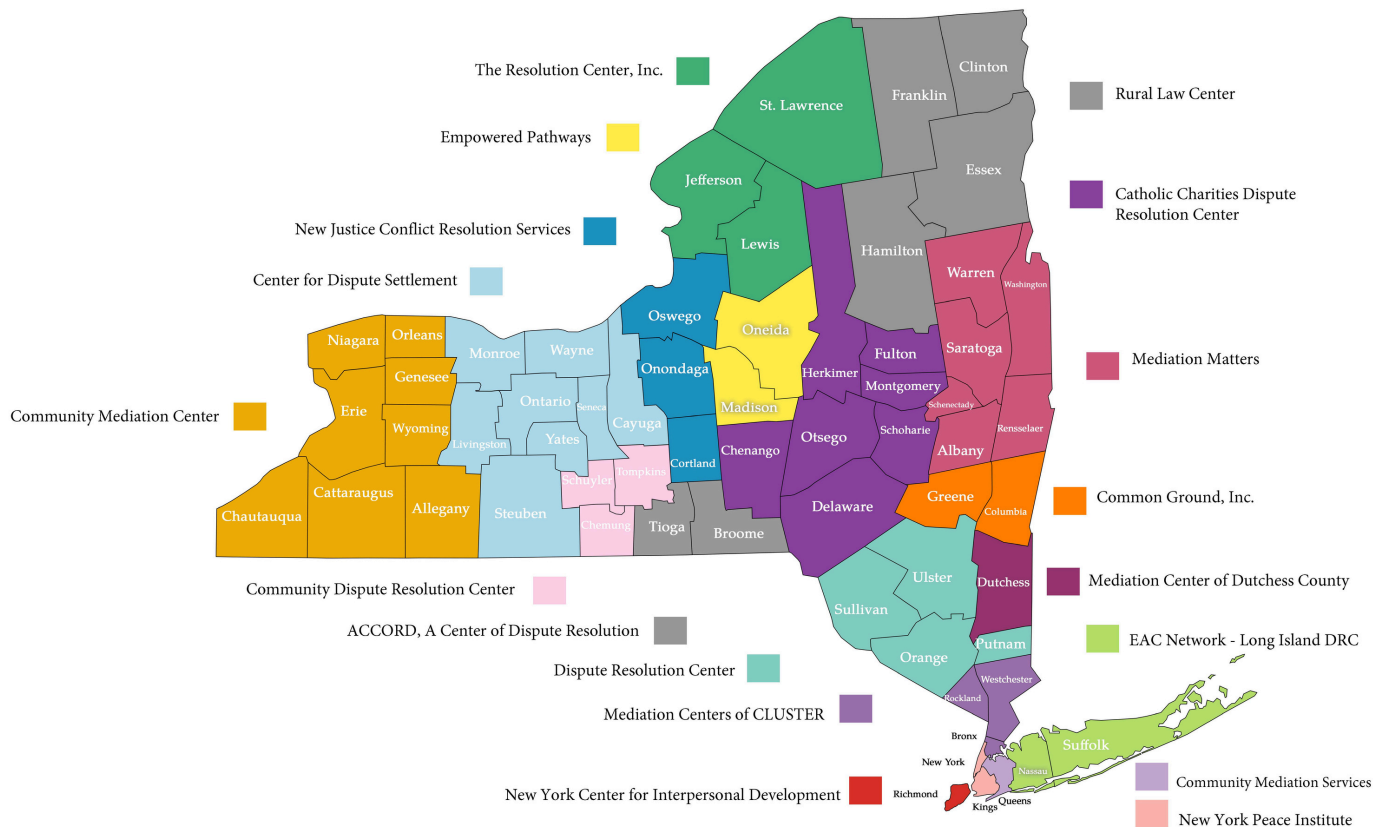 The Resolution Center, Inc.
Empowered Pathways
New Justice Conflict Resolution Services
Center for Dispute Settlement
Community Mediation Center
Community Dispute Resolution Center
ACCORD, A Center of Dispute Resolution
Dispute Resolution Center
Mediation Centers of CLUSTER
New York Center for Interpersonal Development
Rural Law Center
Catholic Charities Dispute
Resolution Center
Mediation Matters
Common Ground, Inc.
Mediation Center of Dutchess County
EAC Network - Long Island DRC
Community Mediation Services
New York Peace Institute
Clinton
Franklin
St. Lawrence
Essex
Jefferson
Lewis
Hamilton
Warren
Washington
Oswego
Oneida
Herkimer
Fulton
Saratoga
Niagara
Orleans
Monroe
Wayne
Onondaga
Madison
Montgomery
Schenectady
Rensselaer
Genesee
Erie
Wyoming
Livingston
Ontario
Yates
Seneca
Cayuga
Cortland
Chenango
Otsego
Schoharie
Albany
Chautauqua
Cattaraugus
Allegany
Steuben
Schuyler
Tompkins
Chemung
Tioga
Broome
Delaware
Greene
Columbia
Ulster
Dutchess
Sullivan
Orange
Putnam
Rockland
Westchester
Bronx
New York
Richmond
Kings
Queens
Nassau
Suffolk